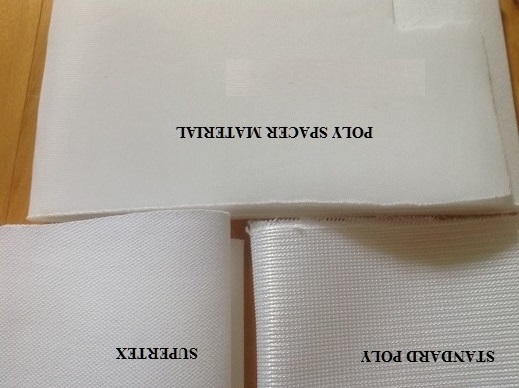 POLY SPACER MATERIAL
SUPERTEX
STANDARD POLY